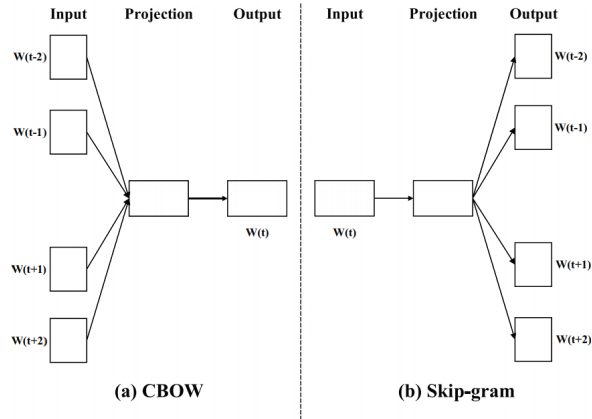 Input Projection Output
W(t-2)
W(t-1)
W(t)
W(t+1)
W(t+2)
(a) CBOW
Input Projection Output
W(t-2)
W(t-1)
W(t)
W(t+1)
W(t+2)
(b) Skip-gram